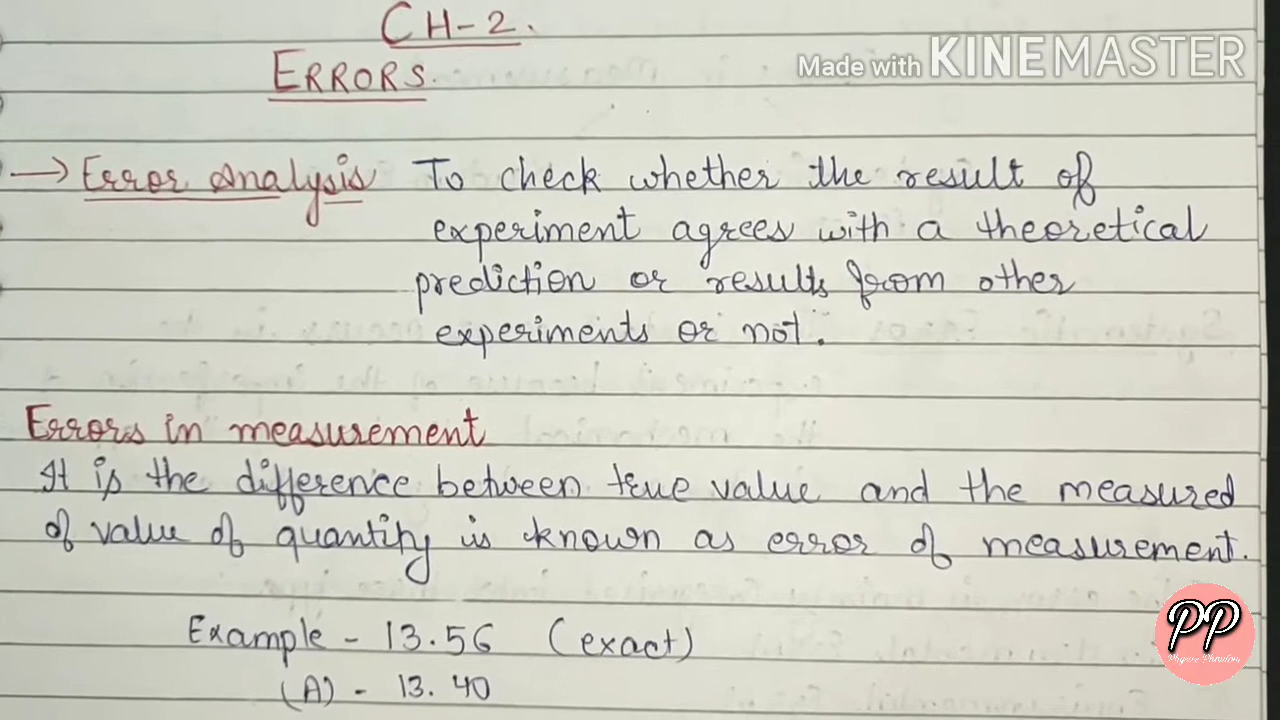 CH-2.
ERRORS.
Made with KINEMASTER
→ Error Analysis To check whether the result of
experiment agrees with a theoretical
prediction or results from other
experiments or not.
Errors in measurement
It is the difference between true value and the measured
of value of quantity is known as error of measurement.
Example - 13.56 (exact)
(A) - 13.40
PP